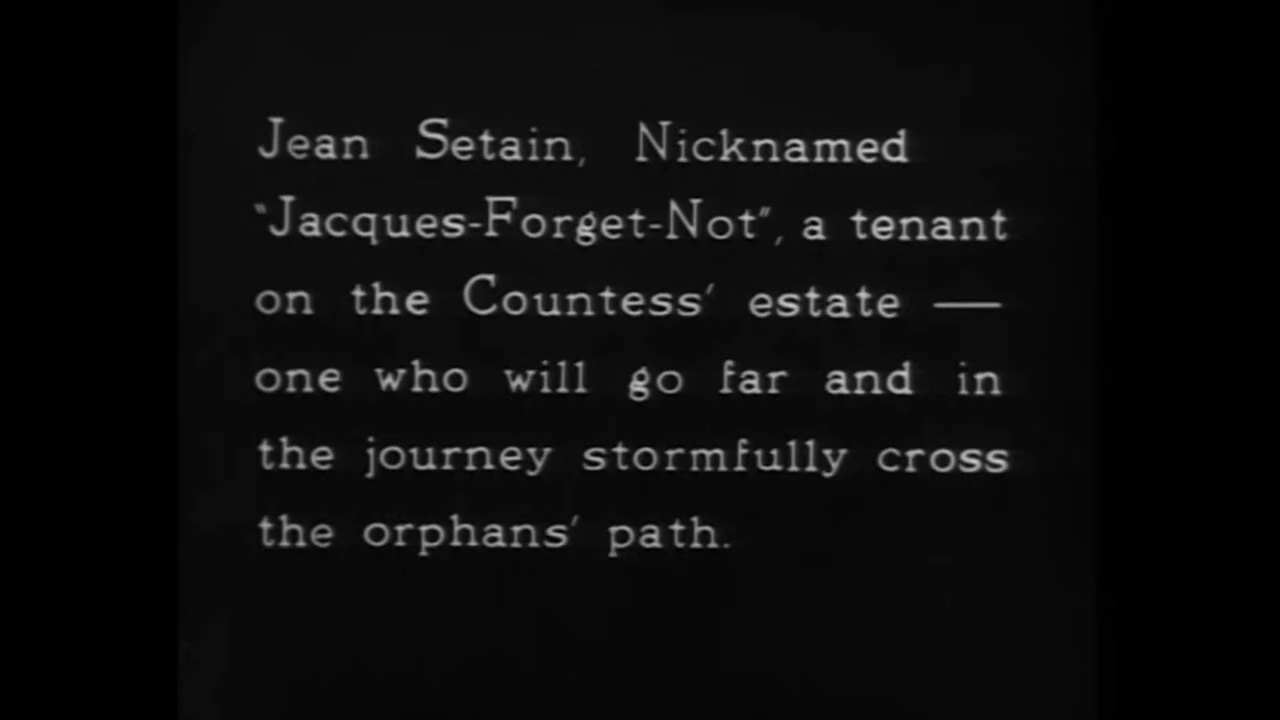 Jean Setain, Nicknamed
"Jacques-Forget-Not", a tenant
on the Countess' estate —
one who will go far and in
the journey stormfully cross
the orphans' path.